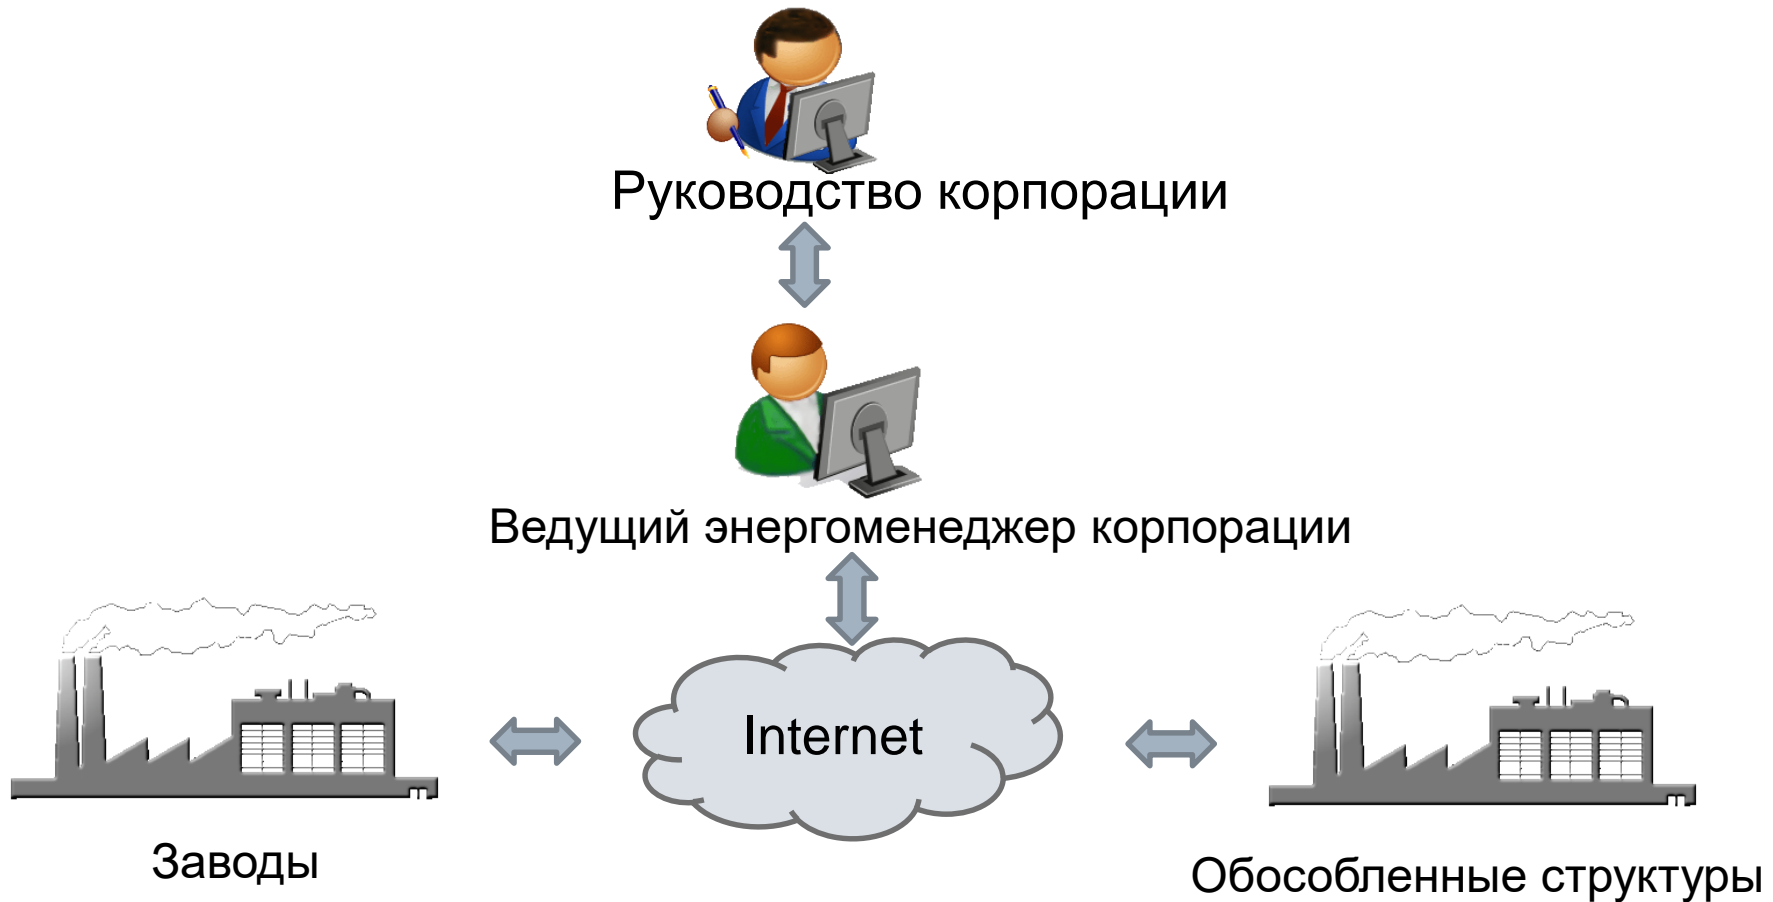 Руководство корпорации
Ведущий энергоменеджер корпорации
Internet
Заводы
Обособленные структуры